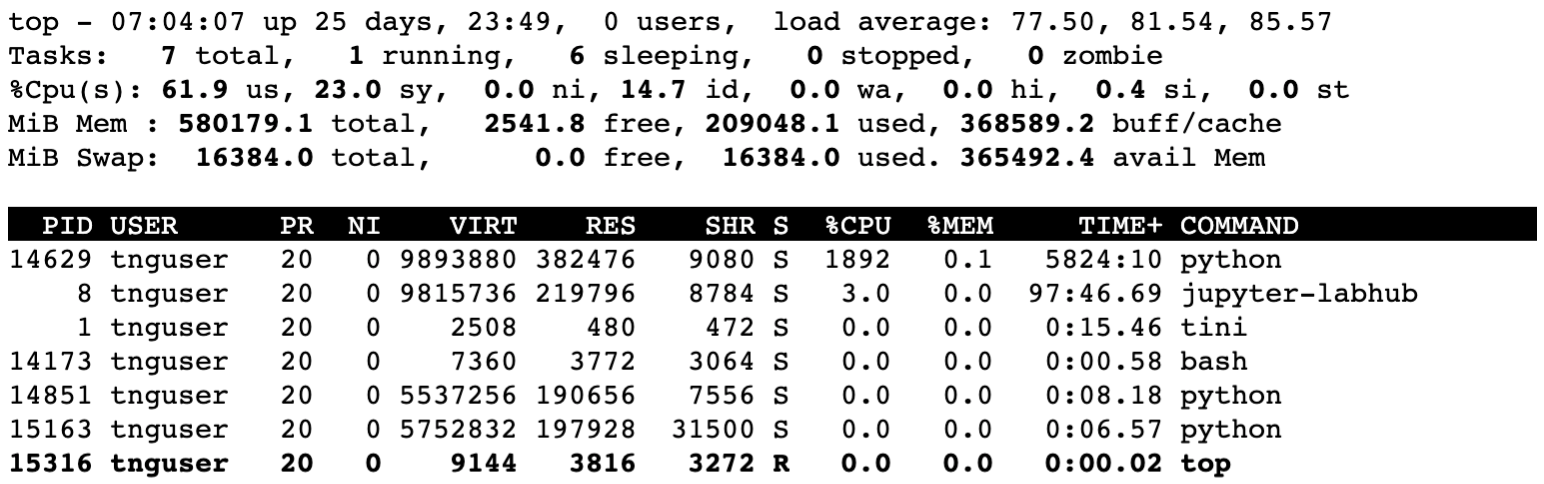 top - 07:04:07 up 25 days, 23:49,  0 users,  load average: 77.50, 81.54, 85.57
Tasks:   7 total,   1 running,   6 sleeping,   0 stopped,   0 zombie
%Cpu(s): 61.9 us, 23.0 sy,  0.0 ni, 14.7 id,  0.0 wa,  0.0 hi,  0.4 si,  0.0 st
MiB Mem : 580179.1 total,   2541.8 free, 209048.1 used, 368589.2 buff/cache
MiB Swap:  16384.0 total,      0.0 free,  16384.0 used. 365492.4 avail Mem
  PID USER      PR  NI    VIRT    RES    SHR S  %CPU  %MEM     TIME+ COMMAND
14629 tnguser   20   0 9893880 382476   9080 S  1892   0.1   5824:10 python
    8 tnguser   20   0 9815736 219796   8784 S   3.0   0.0  97:46.69 jupyter-labhub
    1 tnguser   20   0    2508    480    472 S   0.0   0.0   0:15.46 tini
14173 tnguser   20   0    7360   3772   3064 S   0.0   0.0   0:00.58 bash
14851 tnguser   20   0 5537256 190656   7556 S   0.0   0.0   0:08.18 python
15163 tnguser   20   0 5752832 197928  31500 S   0.0   0.0   0:06.57 python
15316 tnguser   20   0    9144   3816   3272 R   0.0   0.0   0:00.02 top